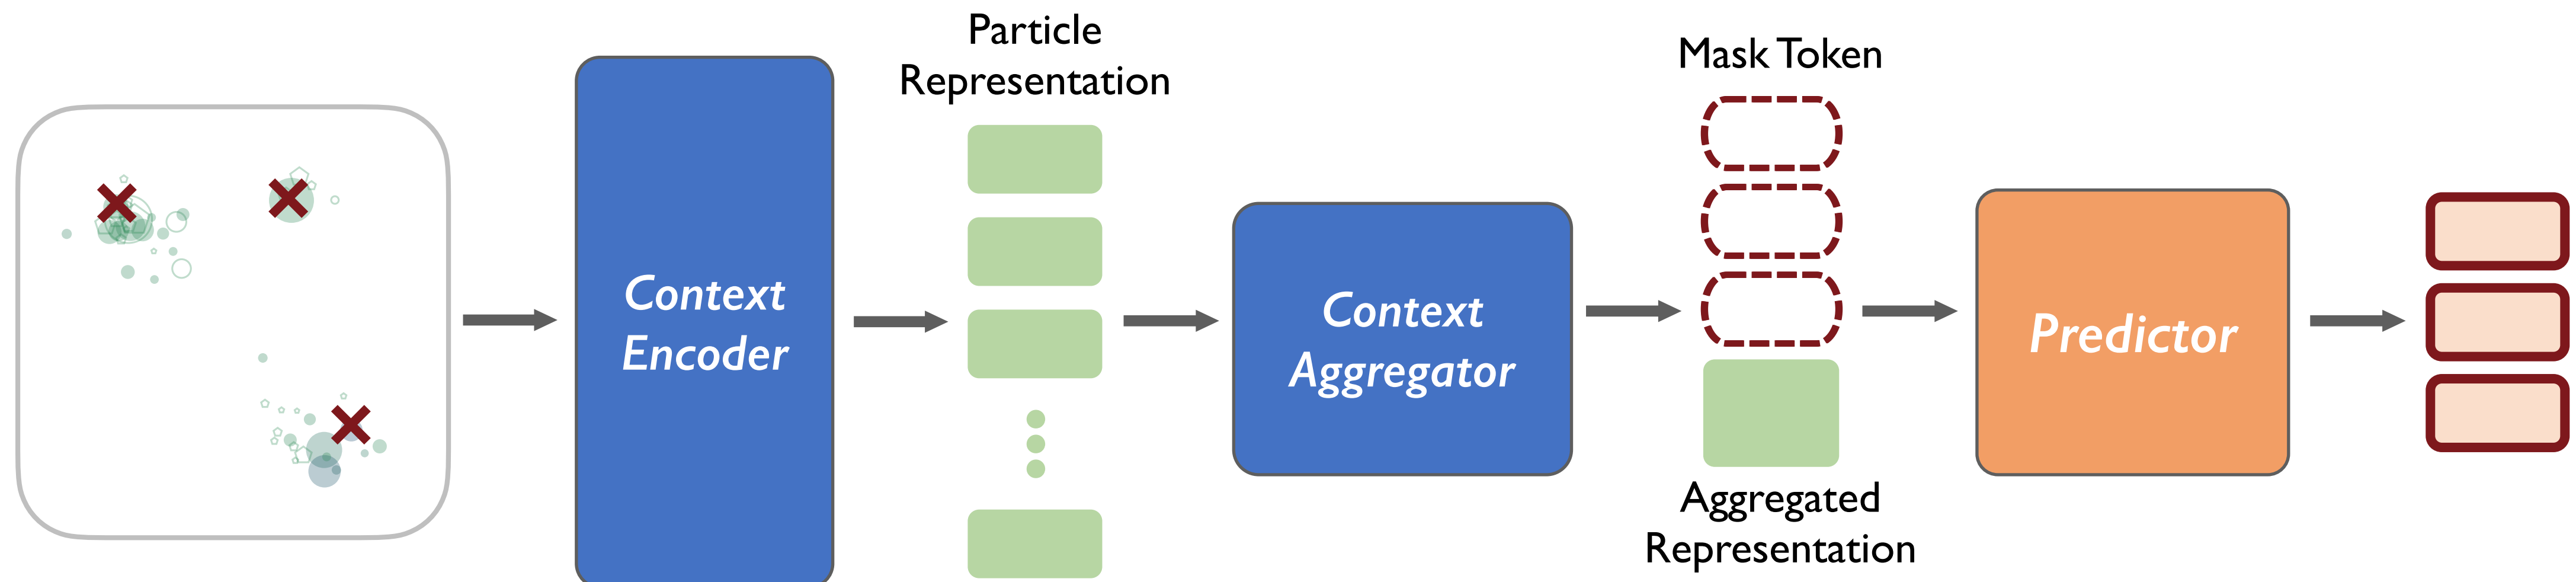 Particle
Representation
Mask Token
Context
Encoder
Context
Aggregator
Predictor
Aggregated
Representation